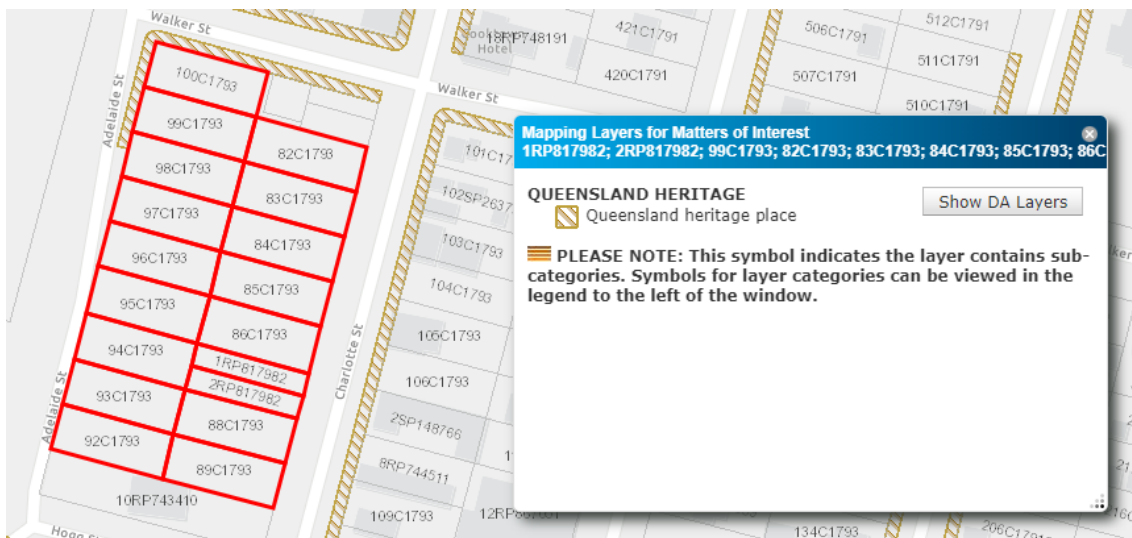 Walker St
18RP748191
Hotel
421C1791
420C1791
506C1791
512C1791
507C1791
511C1791
510C1791
Walker St
Adelaide St
100C1793
99C1793
98C1793
97C1793
96C1793
95C1793
94C1793
93C1793
92C1793
82C1793
83C1793
84C1793
85C1793
86C1793
1RP817982
2RP817982
88C1793
89C1793
10RP743410
Adelaide St
Charlotte St
101C17
102SP2637
103C1793
104C1793
105C1793
106C1793
2SP148766
8RP744511
109C1793
134C1793
Mapping Layers for Matters of Interest
1RP817982; 2RP817982; 99C1793; 82C1793; 83C1793; 84C1793; 85C1793; 86C
QUEENSLAND HERITAGE
Show DA Layers
Queensland heritage place
PLEASE NOTE: This symbol indicates the layer contains sub-
categories. Symbols for layer categories can be viewed in the
legend to the left of the window.